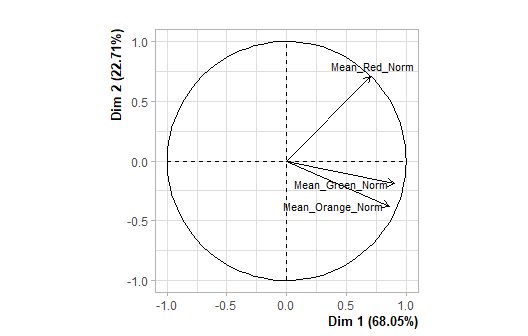 Dim 2 (22.71%)
1.0
0.5
0.0
-0.5
-1.0
Mean_Red_Norm
Mean_Green_Norm
Mean_Orange_Norm
-1.0 -0.5 0.0 0.5 1.0
Dim 1 (68.05%)